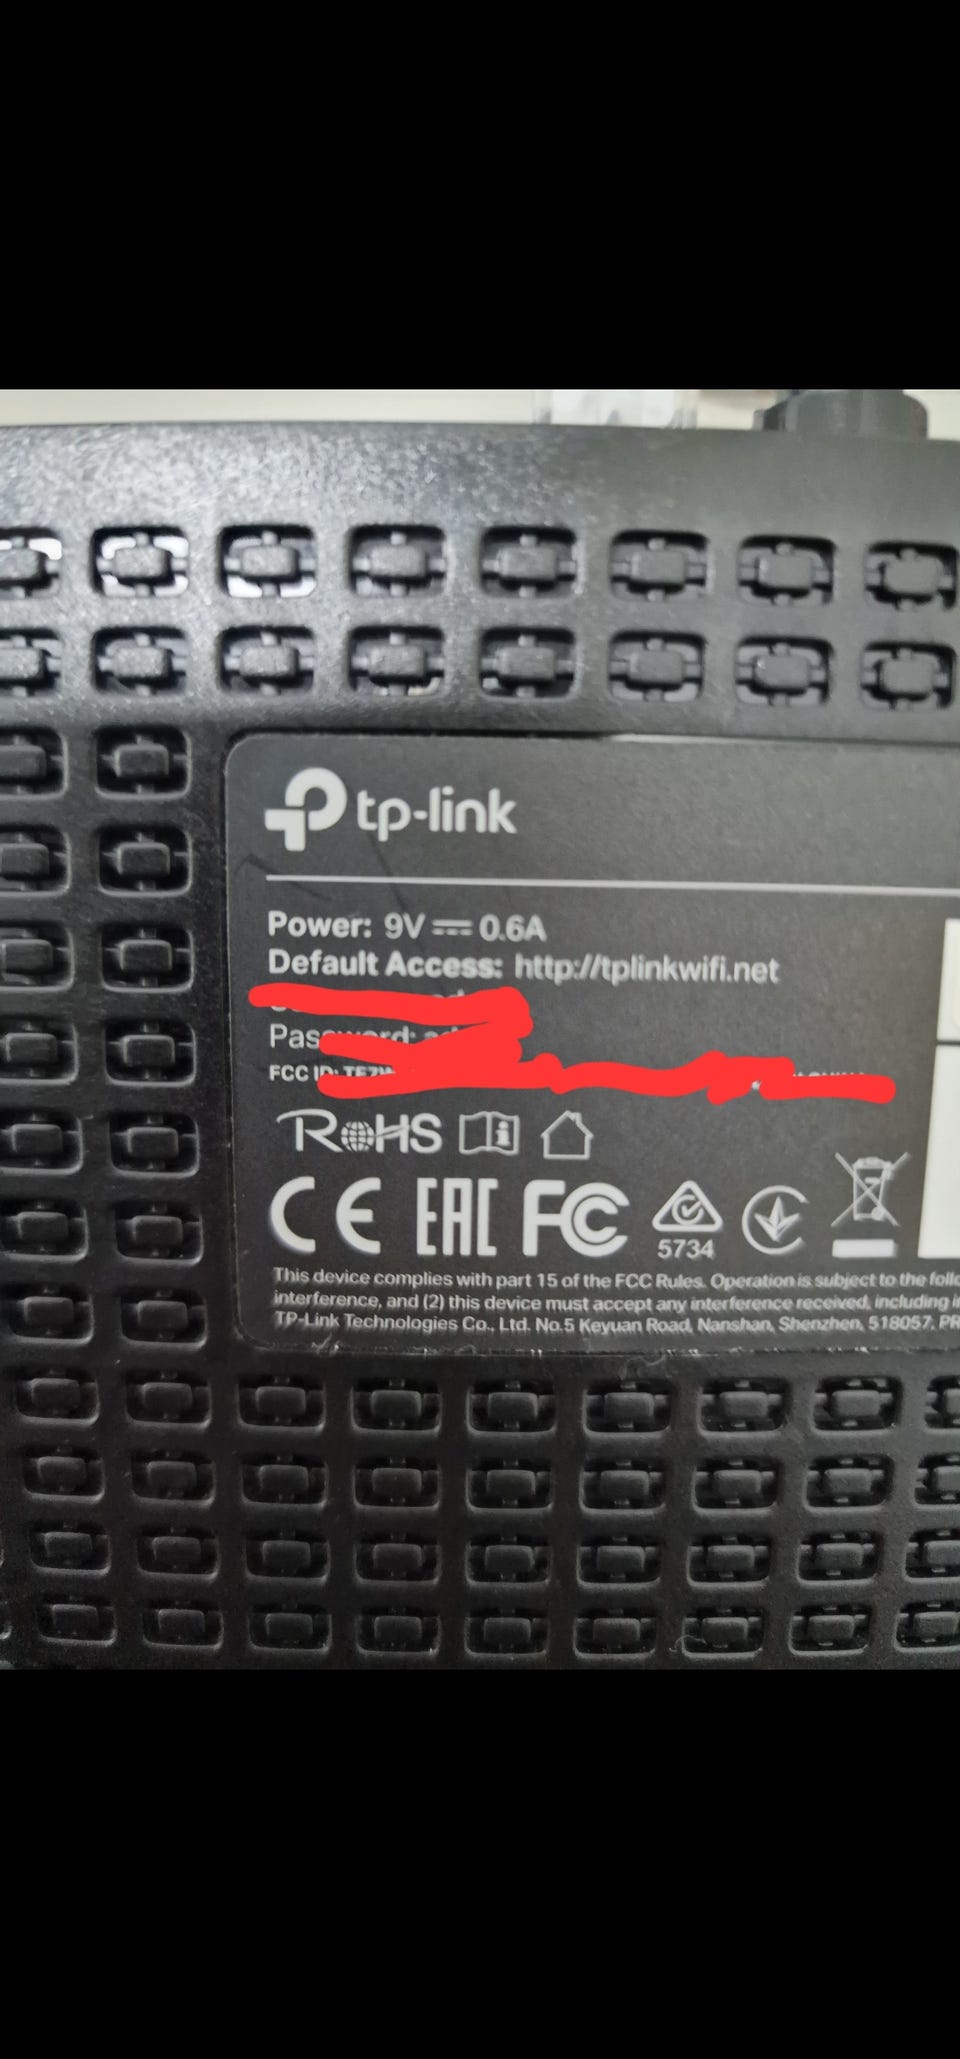 tp-link
Power: 9V 0.6A
Default Access: http://tplinkwifi.net
FCC
RoHS
CE EAC FC
5734
This device complies with part 15 of the FCC Rules. Operation is subject to the
interference, and (2) this device must accept any interference received, including
TP-Link Technologies Co., Ltd. No.5 Keyuan Road, Nanshan, Shenzhen, 518057, PR